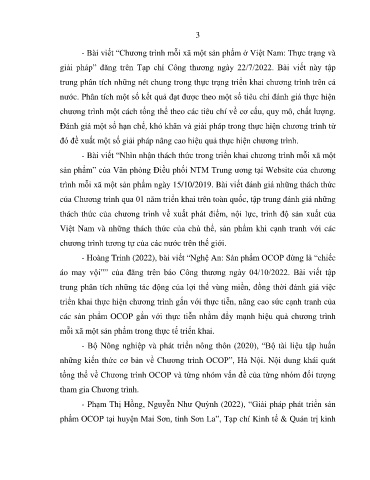 3
- Bài viết “Chương trình mỗi xã một sản phẩm ở Việt Nam: Thực trạng và
giải pháp” đăng trên Tạp chí Công thương ngày 22/7/2022. Bài viết này tập
trung phân tích những nét chung trong thực trạng triển khai chương trình trên cả
nước. Phân tích một số kết quả đạt được theo một số tiêu chí đánh giá thực hiện
chương trình một cách tổng thể theo các tiêu chí về cơ cấu, quy mô, chất lượng.
Đánh giá một số hạn chế, khó khăn và giải pháp trong thực hiện chương trình từ
đó đề xuất một số giải pháp nâng cao hiệu quả thực hiện chương trình.
- Bài viết “Nhìn nhận thách thức trong triển khai chương trình mỗi xã một
sản phẩm” của Văn phòng Điều phối NTM Trung ương tại Website của chương
trình mỗi xã một sản phẩm ngày 15/10/2019. Bài viết đánh giá những thách thức
của Chương trình qua 01 năm triển khai trên toàn quốc, tập trung đánh giá những
thách thức của chương trình về xuất phát điểm, nội lực, trình độ sản xuất của
Việt Nam và những thách thức của chủ thể, sản phẩm khi cạnh tranh với các
chương trình tương tự của các nước trên thế giới.
- Hoàng Trinh (2022), bài viết “Nghệ An: Sản phẩm OCOP đừng là “chiếc
áo may vội”” của đăng trên báo Công thương ngày 04/10/2022. Bài viết tập
trung phân tích những tác động của lợi thế vùng miền, đồng thời đánh giá việc
triển khai thực hiện chương trình gắn với thực tiễn, nâng cao sức cạnh tranh của
các sản phẩm OCOP gắn với thực tiễn nhằm đẩy mạnh hiệu quả chương trình
mỗi xã một sản phẩm trong thực tế triển khai.
- Bộ Nông nghiệp và phát triển nông thôn (2020), “Bộ tài liệu tập huấn
những kiến thức cơ bản về Chương trình OCOP”, Hà Nội. Nội dung khái quát
tổng thể về Chương trình OCOP và từng nhóm vấn đề của từng nhóm đối tượng
tham gia Chương trình.
- Phạm Thị Hồng, Nguyễn Như Quỳnh (2022), “Giải pháp phát triển sản
phẩm OCOP tại huyện Mai Sơn, tỉnh Sơn La”, Tạp chí Kinh tế & Quản trị kinh